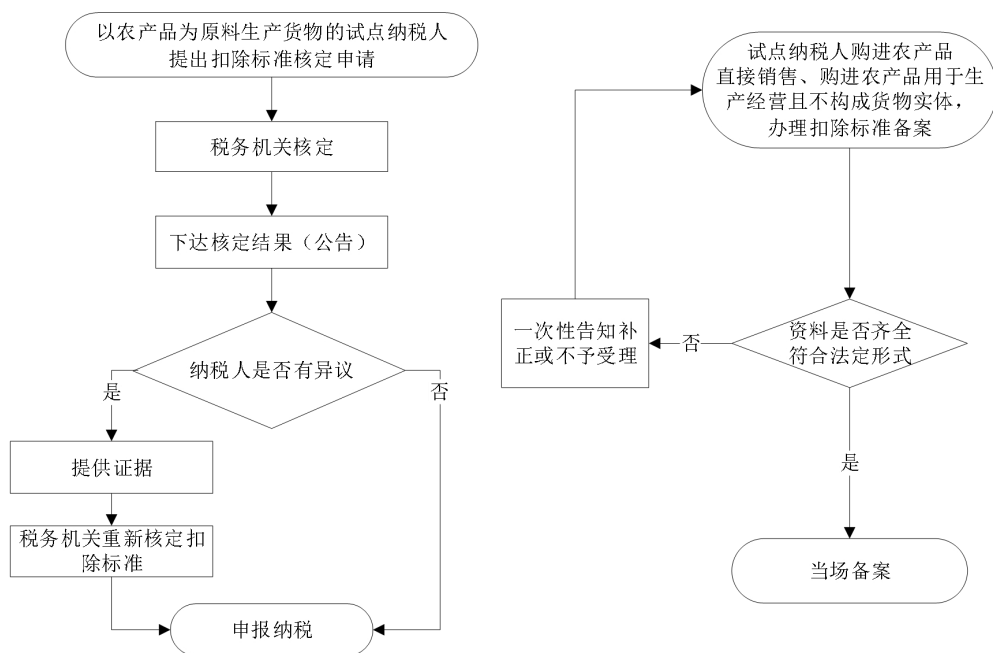 以农产品为原料生产货物的试点纳税人
提出扣除标准核定申请
税务机关核定
下达核定结果（公告）
纳税人是否有异议
是
否
提供证据
税务机关重新核定扣
除标准
申报纳税
试点纳税人购进农产品
直接销售、购进农产品用于生
产经营且不构成货物实体，
办理扣除标准备案
资料是否齐全
符合法定形式
否
一次性告知补
正或不予受理
是
当场备案